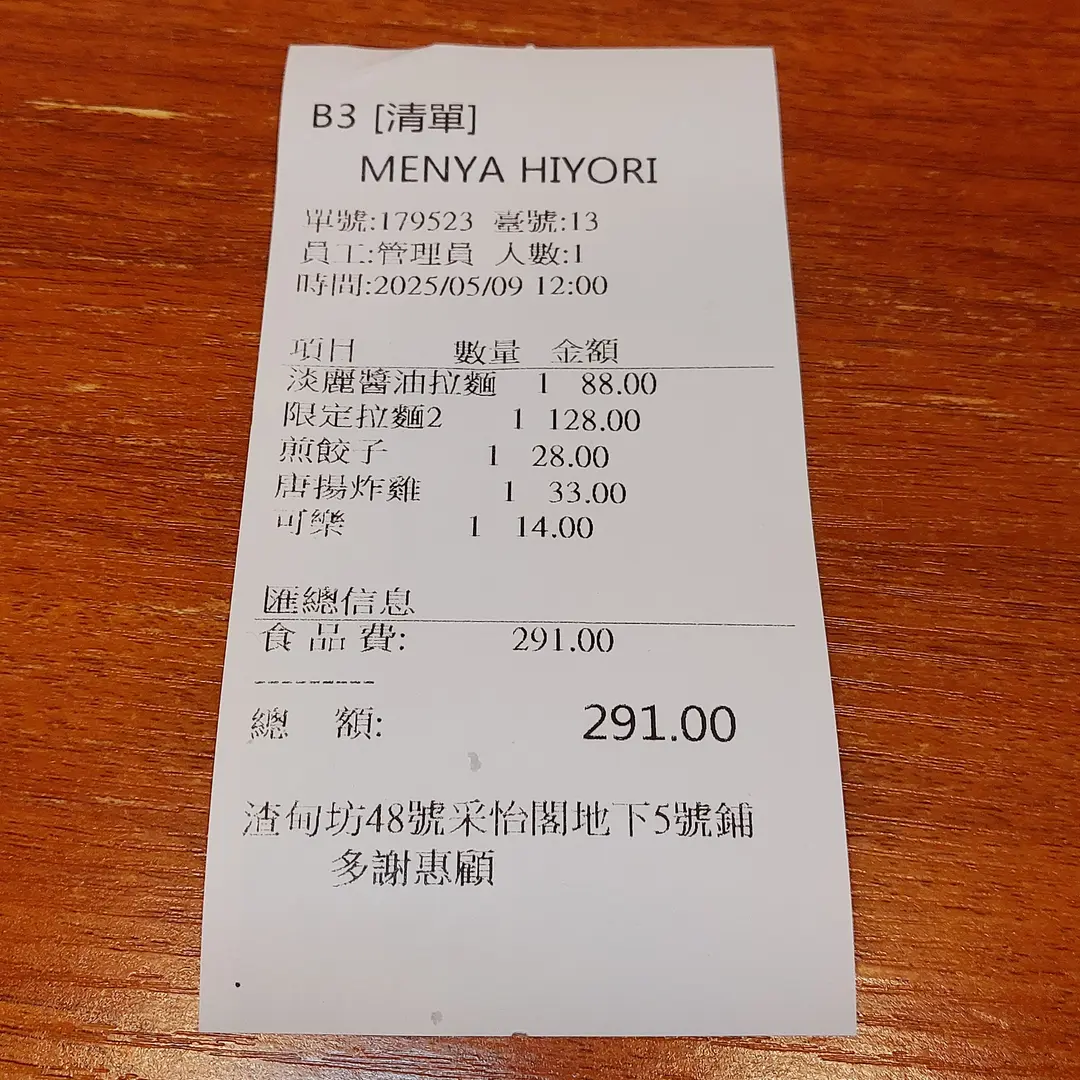 B3 [清單]
MENYA HIYORI
單號:179523 臺號:13
員工:管理員 人數:1
時間:2025/05/09 12:00
項目 數量 金額
淡麗醬油拉麵 1 88.00
限定拉麵2 1 128.00
煎餃子 1 28.00
唐揚炸雞 1 33.00
可樂 1 14.00
匯總信息
食 品 費: 291.00
總 額: 291.00
渣甸坊48號采怡閣地下5號鋪
多謝惠顧